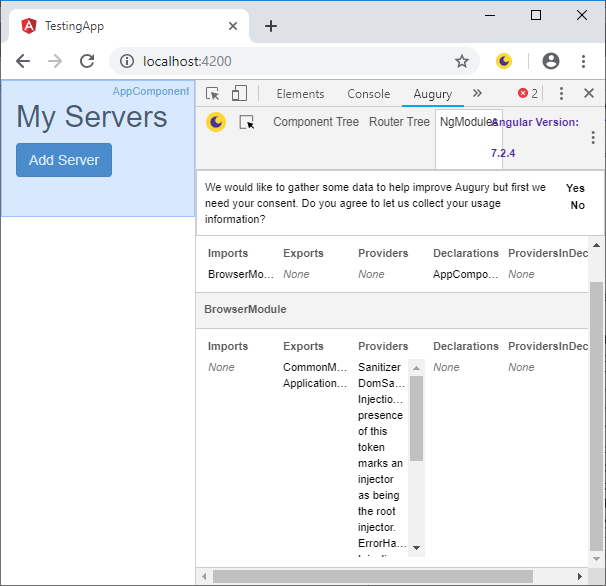 TestingApp
localhost:4200
AppComponent
My Servers
Add Server
Elements Console Augury » 2
Component Tree Router Tree NgModules Angular Version:
7.2.4
We would like to gather some data to help improve Augury but first we Yes
need your consent. Do you agree to let us collect your usage No
information?
Imports Exports Providers Declarations ProvidersInDec
BrowserMo... None None AppCompo... None
BrowserModule
Imports Exports Providers Declarations ProvidersInDec
None CommonM... Sanitizer None None
Application... DomSa...
Injectio...
presence
of this
token
marks an
injector
as being
the root
injector.
ErrorHa...